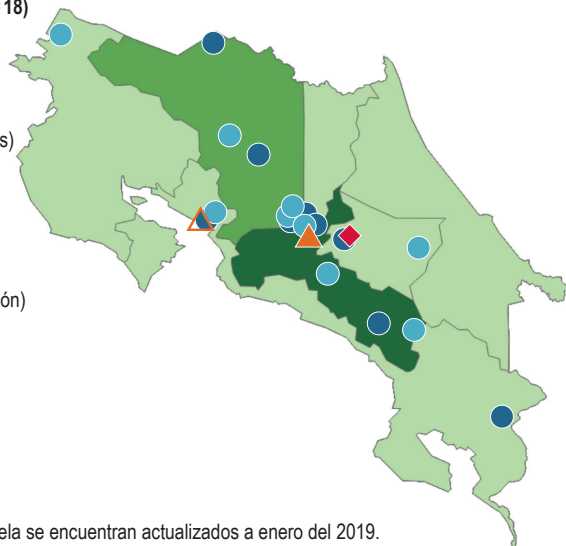 18)
s)
ón)
ela se encuentran actualizados a enero del 2019.